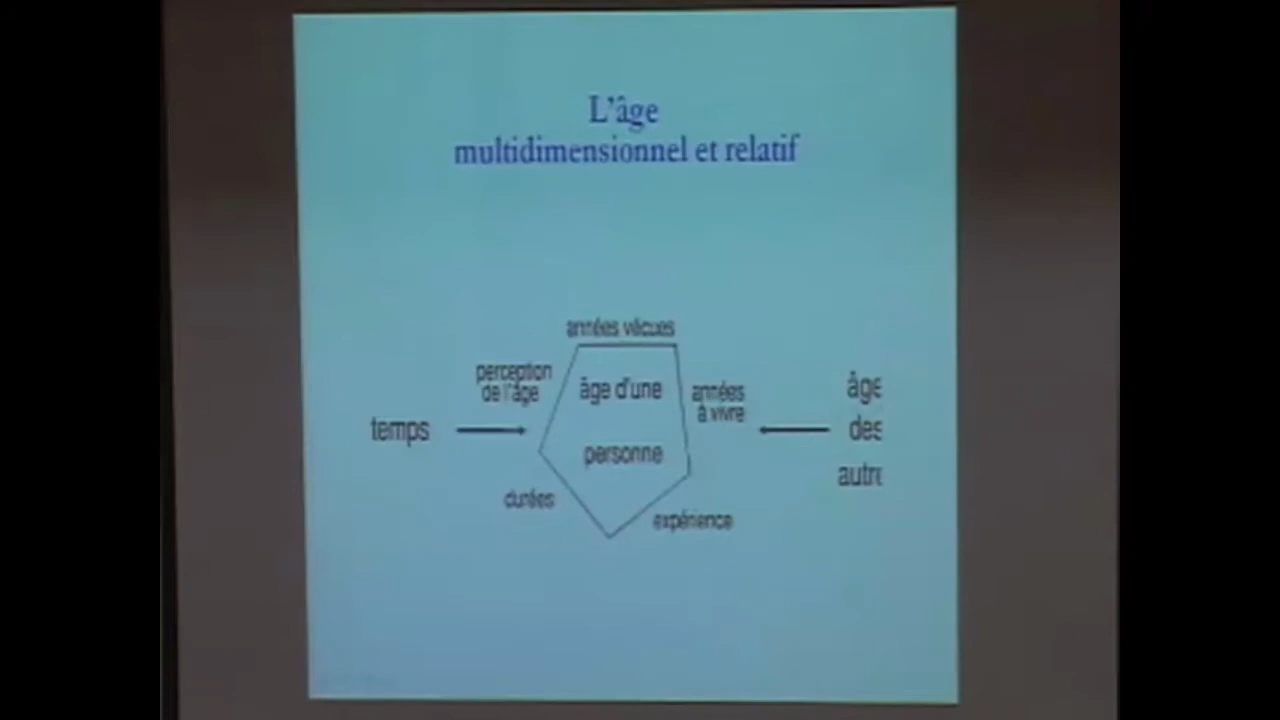 L'âge
multidimensionnel et relatif
années vécues
perception
de l'âge
âge d'une
personne
années
à vivre
temps
âge
des
autre
durées
expérience